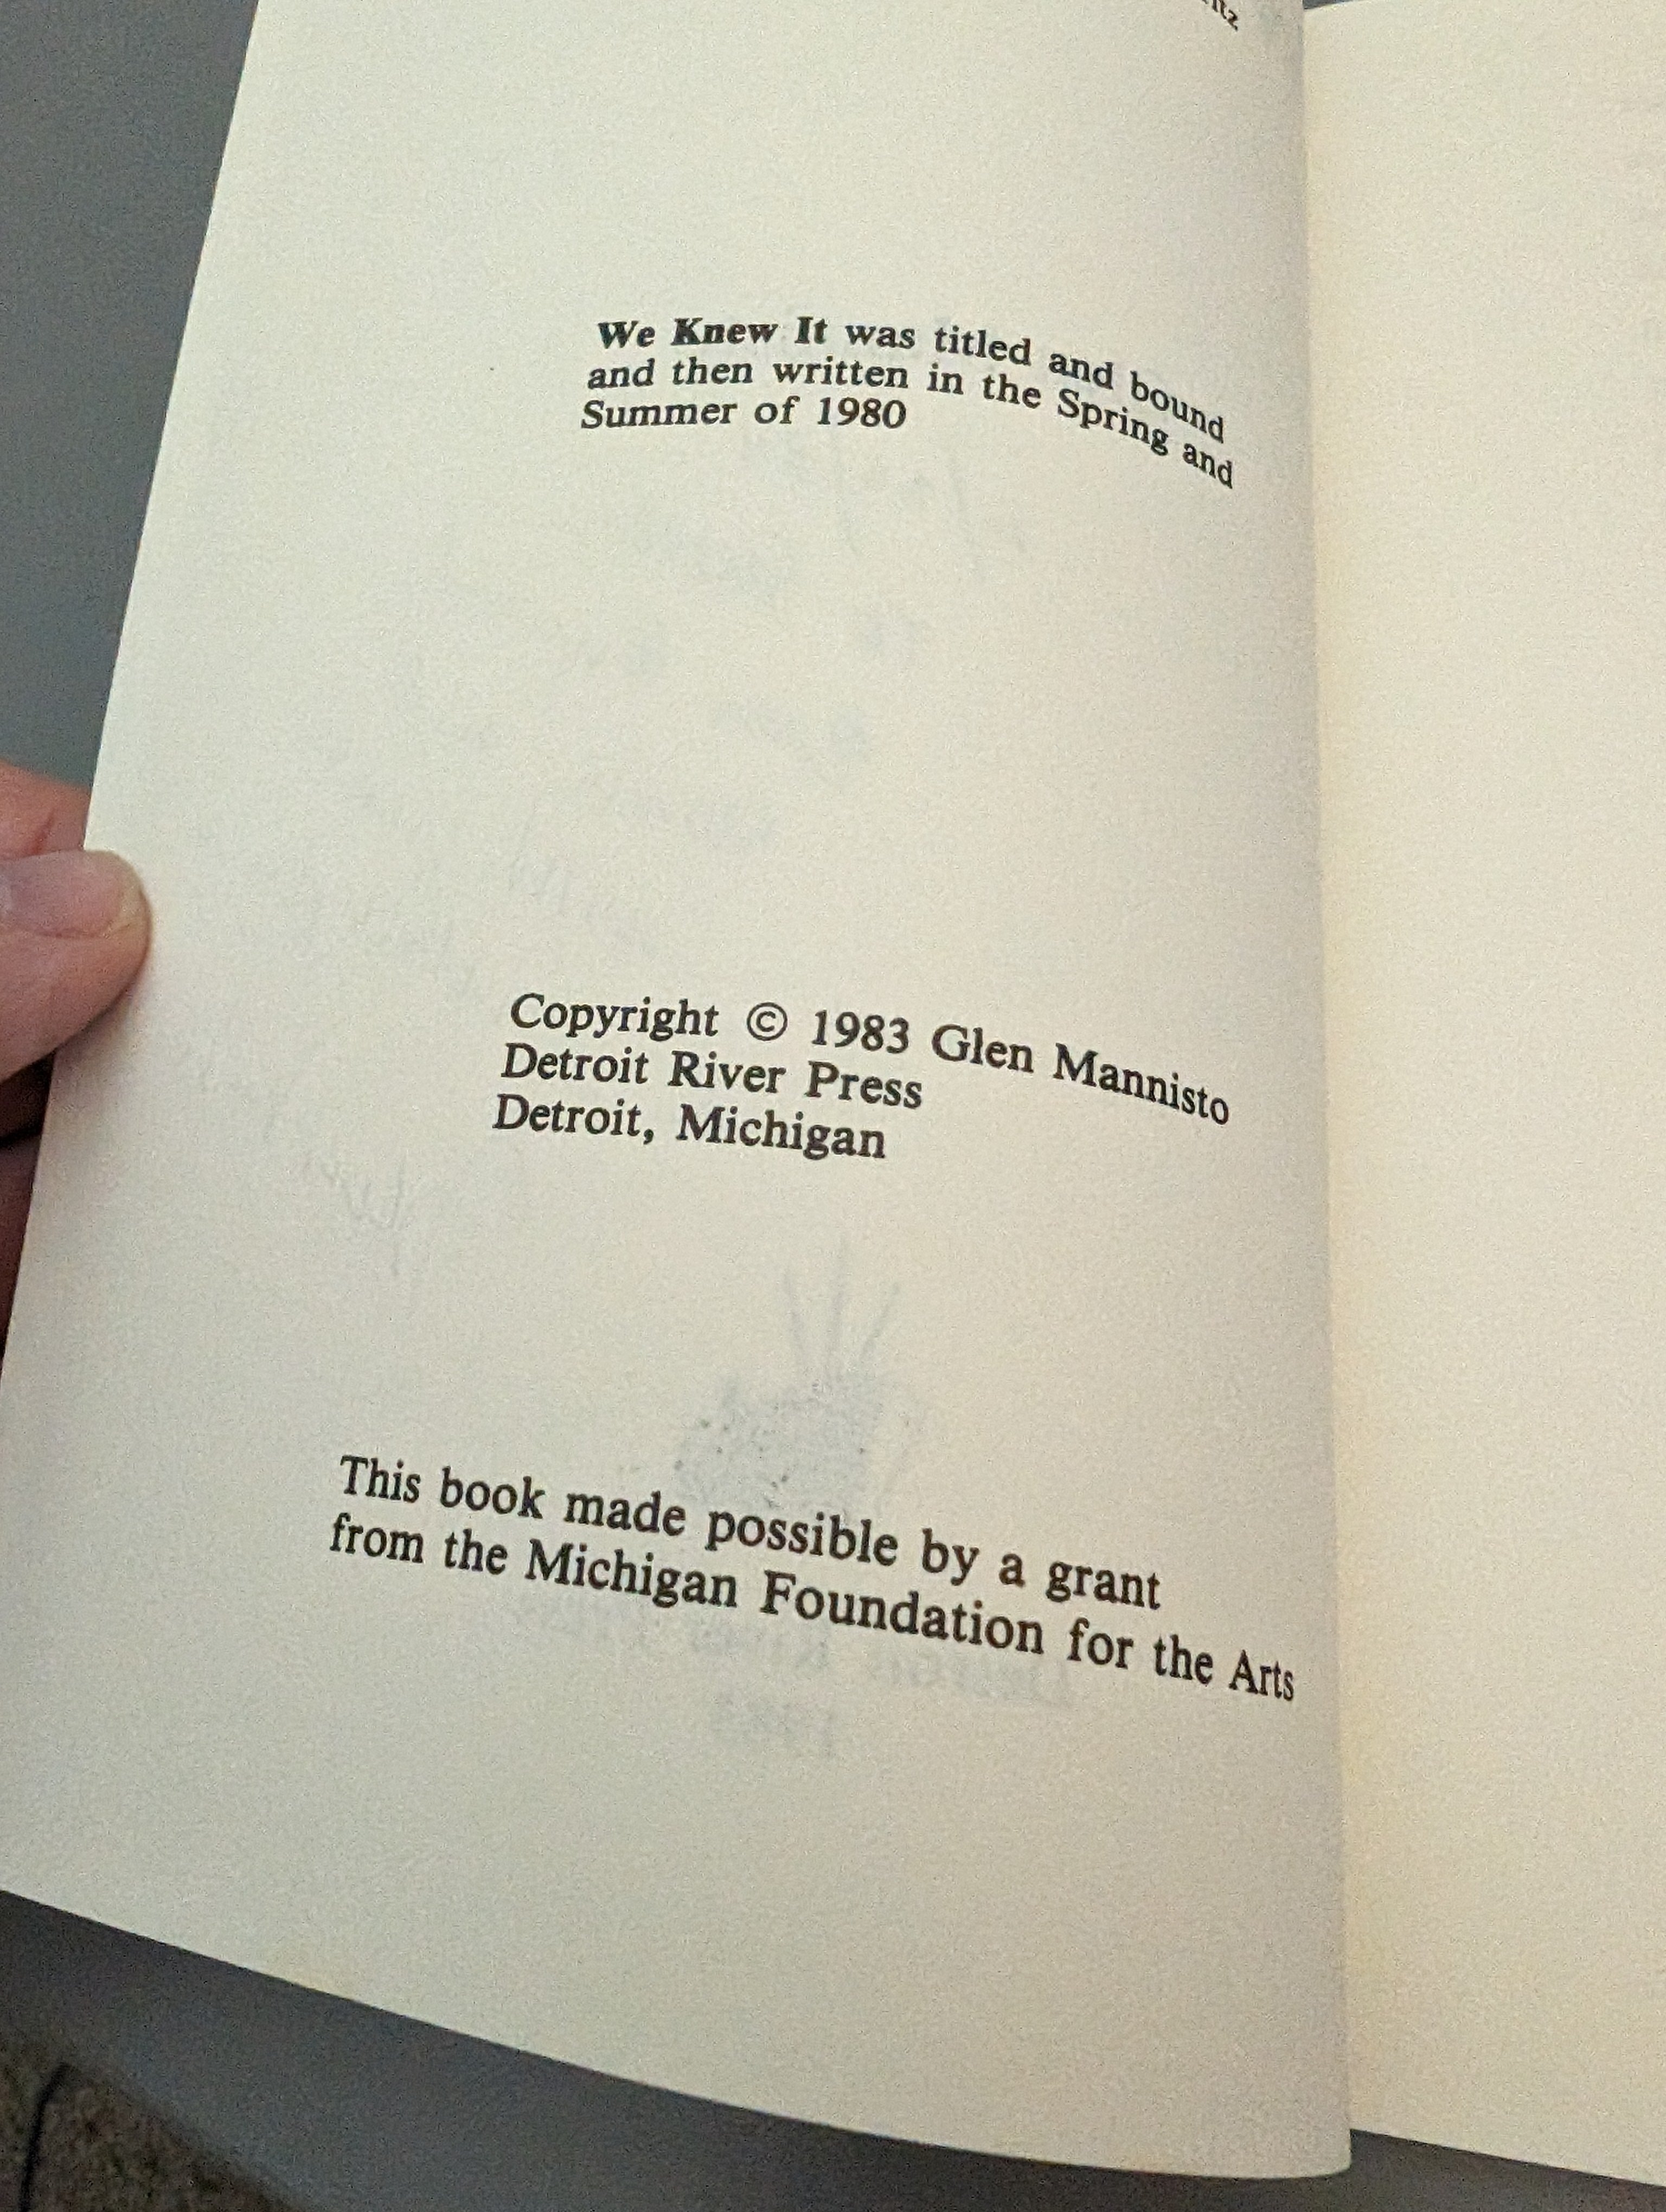 We Knew It was titled and bound
and then written in the Spring and
Summer of 1980
Copyright © 1983 Glen Mannisto
Detroit River Press
Detroit, Michigan
This book made possible by a grant
from the Michigan Foundation for the Arts